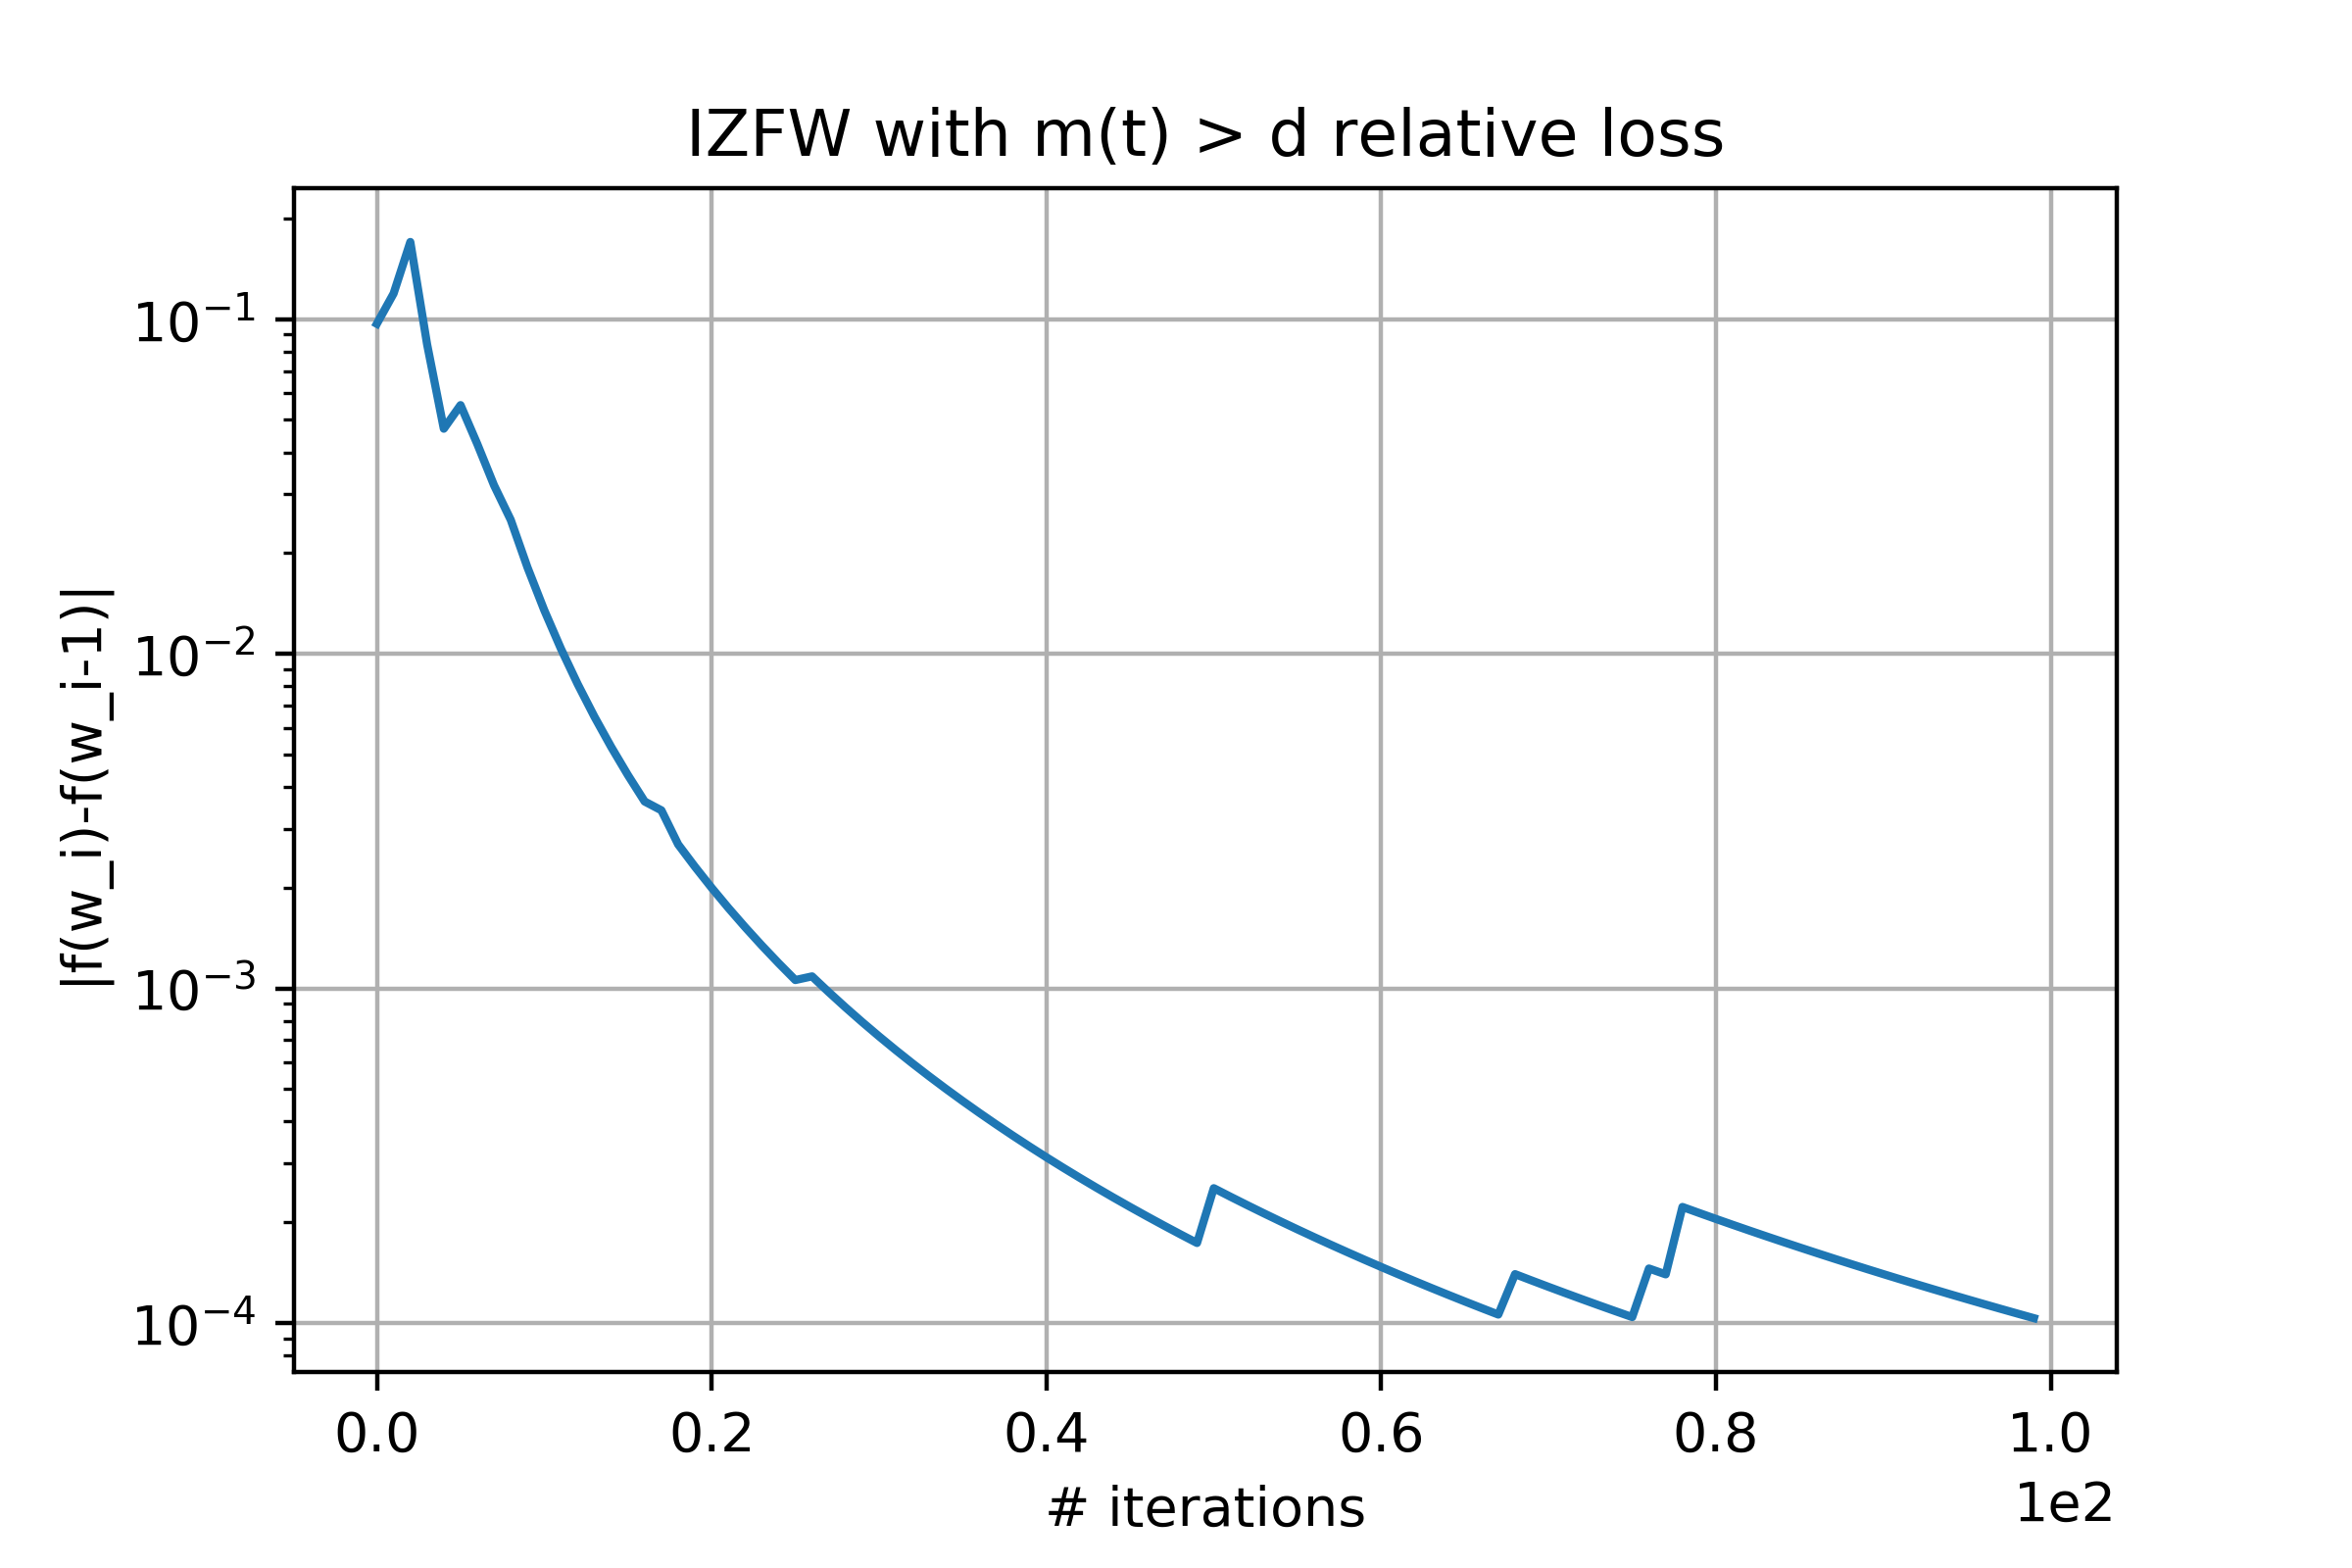 IZFW with m(t) > d relative loss
|f(w_i)-f(w_i-1)|
10⁻¹
10⁻²
10⁻³
10⁻⁴
0.0 0.2 0.4 0.6 0.8 1.0
1e2
# iterations